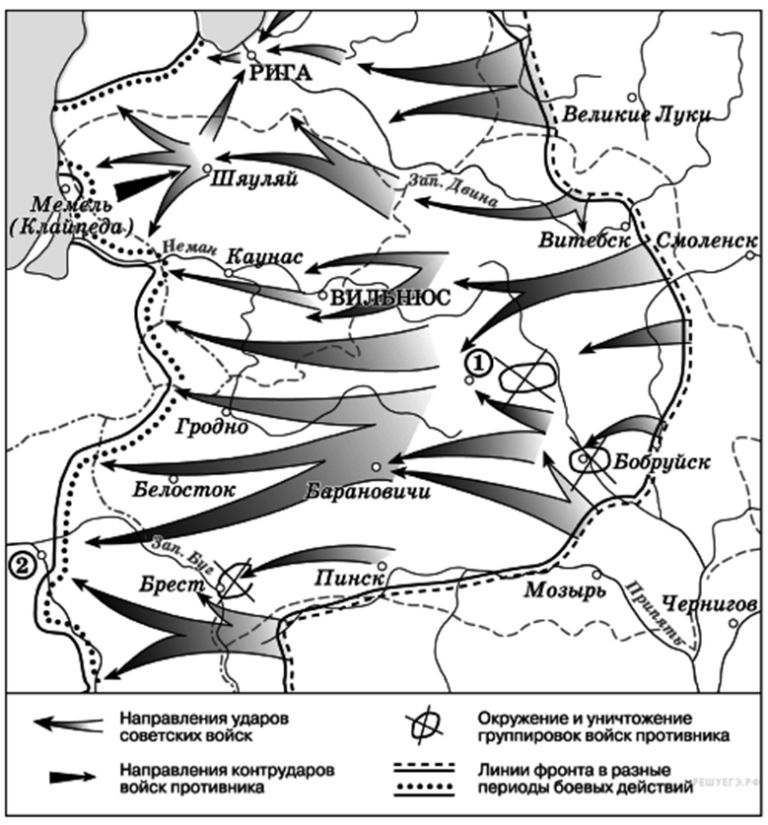 РИГА
Великие Луки
Шяуляй
Зап. Двина
Мемель
(Клайпеда)
Витебск
Смоленск
Неман
Каунас
ВИЛЬНЮС
1
Гродно
Бобруйск
Белосток
Барановичи
2
Зап. Буг
Брест
Пинск
Мозырь
Припять
Чернигов
Направления ударов
советских войск
Окружение и уничтожение
группировок войск противника
Направления контрударов
войск противника
Линии фронта в разные
периоды боевых действий
РЕШУЕГЭ.РФ